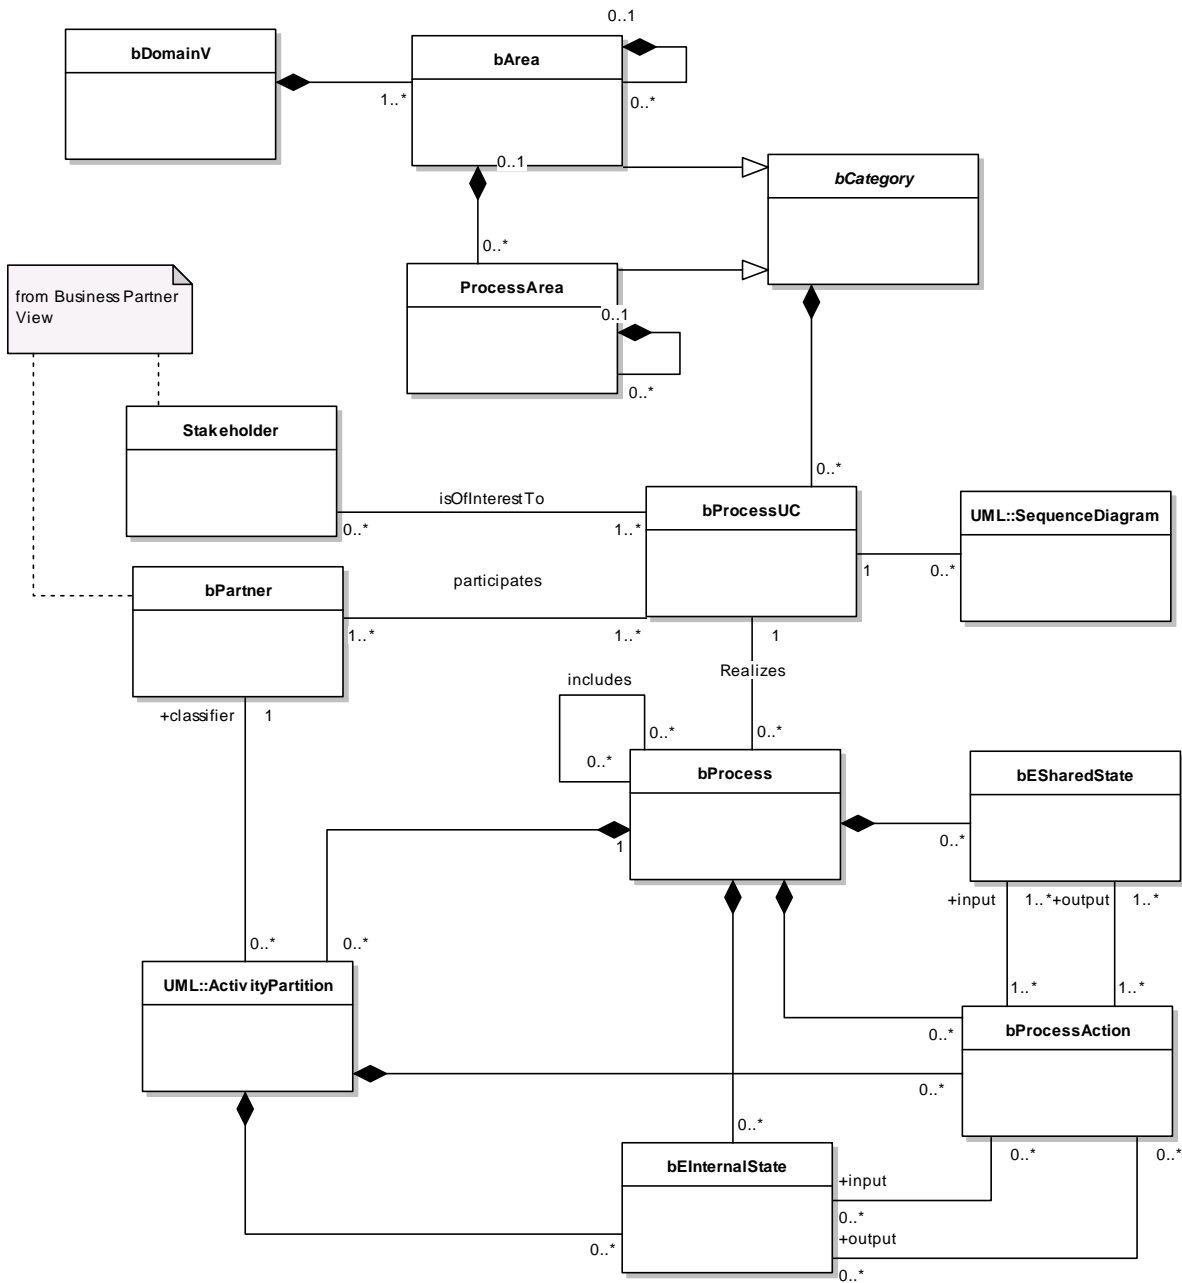 0..1
bDomainV
bArea
1..*
0..*
0..1
bCategory
0..*
ProcessArea
from Business Partner
View
0..1
0..*
Stakeholder
0..*
isOfInterestTo
0..*
1..*
bProcessUC
UML::SequenceDiagram
1
0..*
participates
bPartner
1..*
1..*
1
Realizes
includes
+classifier
1
0..*
0..*
0..*
bProcess
bESharedState
0..*
1
+input
1..*
+output
1..*
0..*
0..*
UML::ActivityPartition
1..*
1..*
bProcessAction
0..*
0..*
0..*
bEInternalState
0..*
0..*
+input
0..*
+output
0..*
0..*